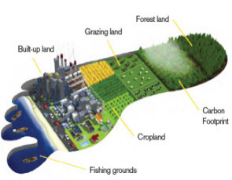 Forest land
Grazing land
Built-up land
Carbon
Footprint
Cropland
Fishing grounds